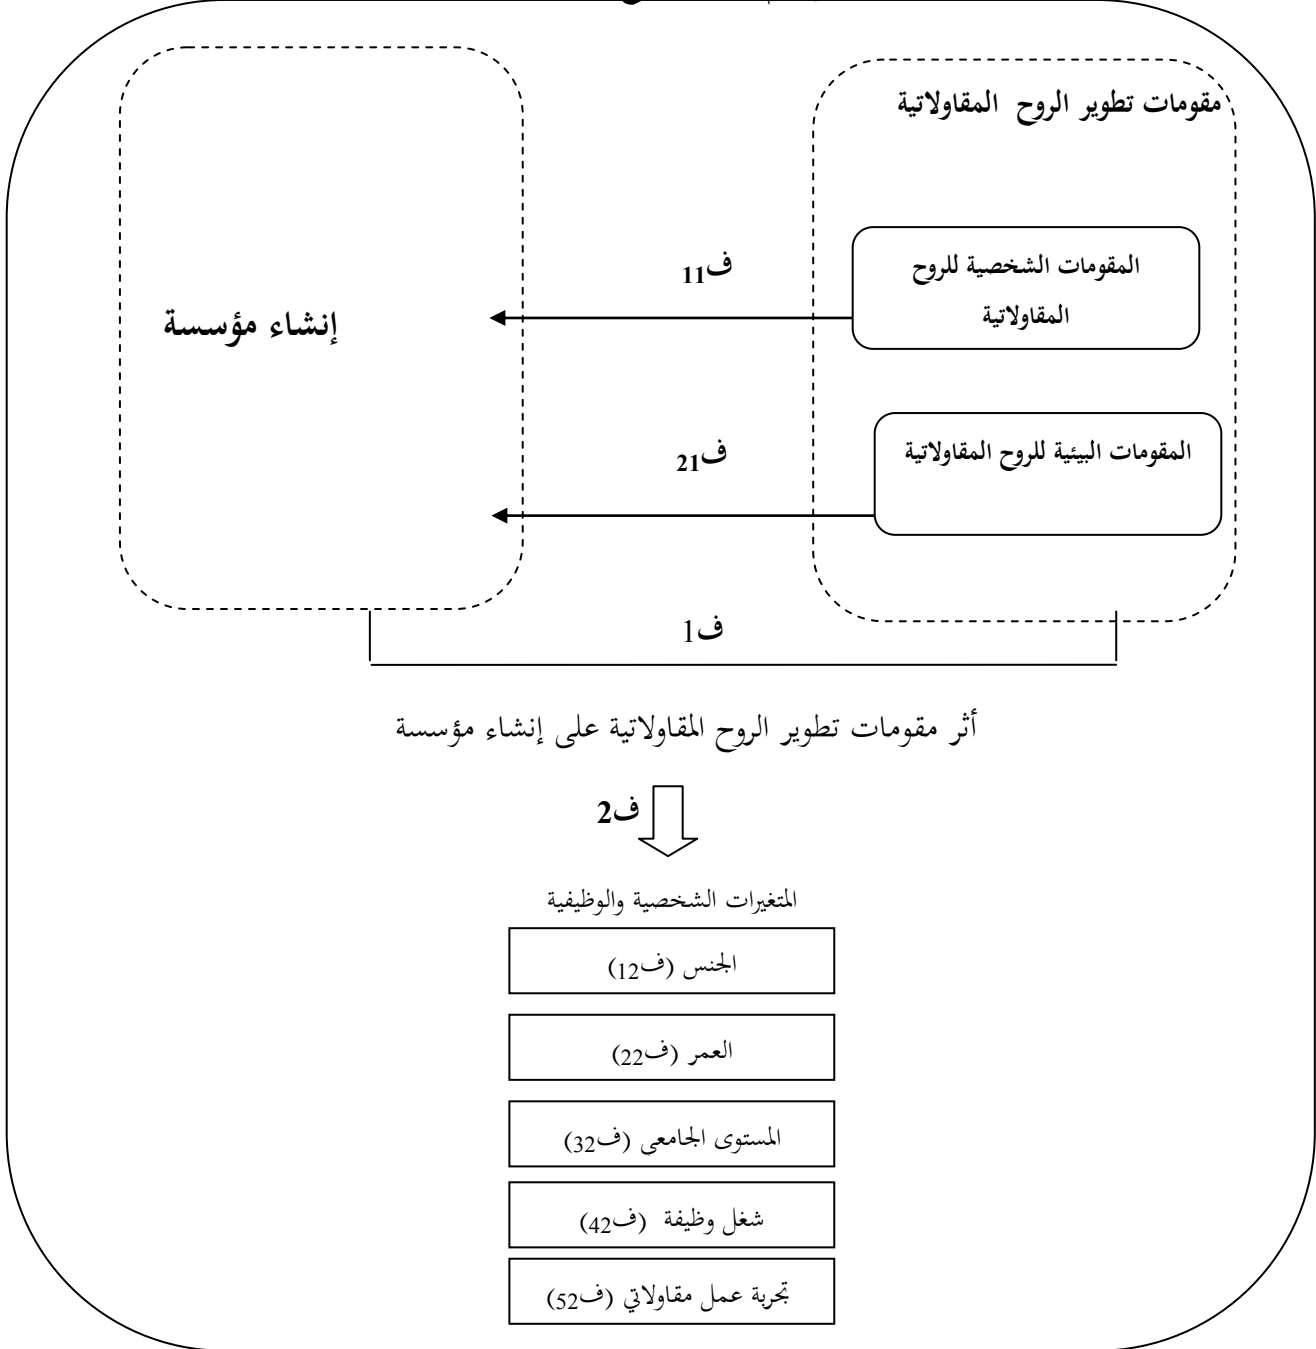 مقومات تطوير الروح المقاولاتية
المقومات الشخصية للروح
المقاولاتية
ف11
إنشاء مؤسسة
المقومات البيئية للروح المقاولاتية
ف21
ف1
أثر مقومات تطوير الروح المقاولاتية على إنشاء مؤسسة
ف2
المتغيرات الشخصية والوظيفية
الجنس (ف12)
العمر (ف22)
المستوى الجامعي (ف32)
شغل وظيفة (ف42)
تجربة عمل مقاولاتي (ف52)